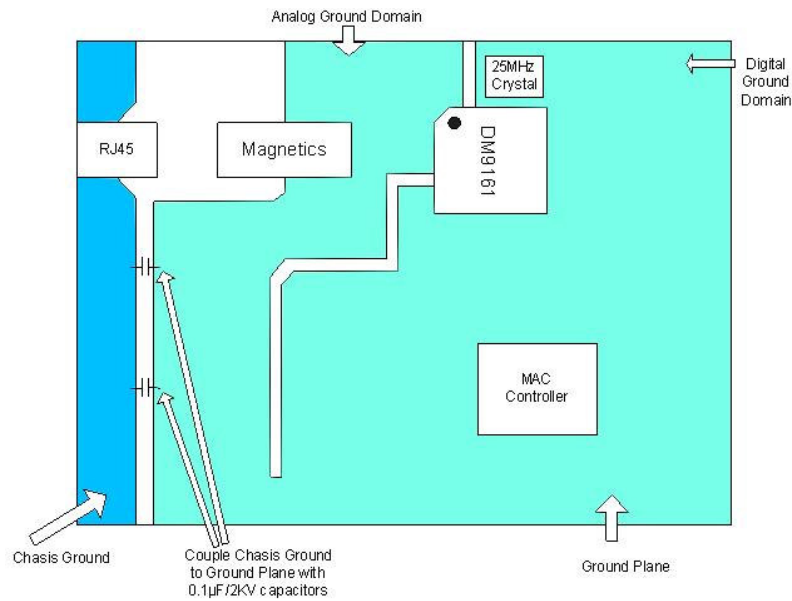 Analog Ground Domain
25MHz
Crystal
Digital
Ground
Domain
RJ45
Magnetics
DM9161
MAC
Controller
Chasis Ground
Couple Chasis Ground
to Ground Plane with
0.1µF/2KV capacitors
Ground Plane